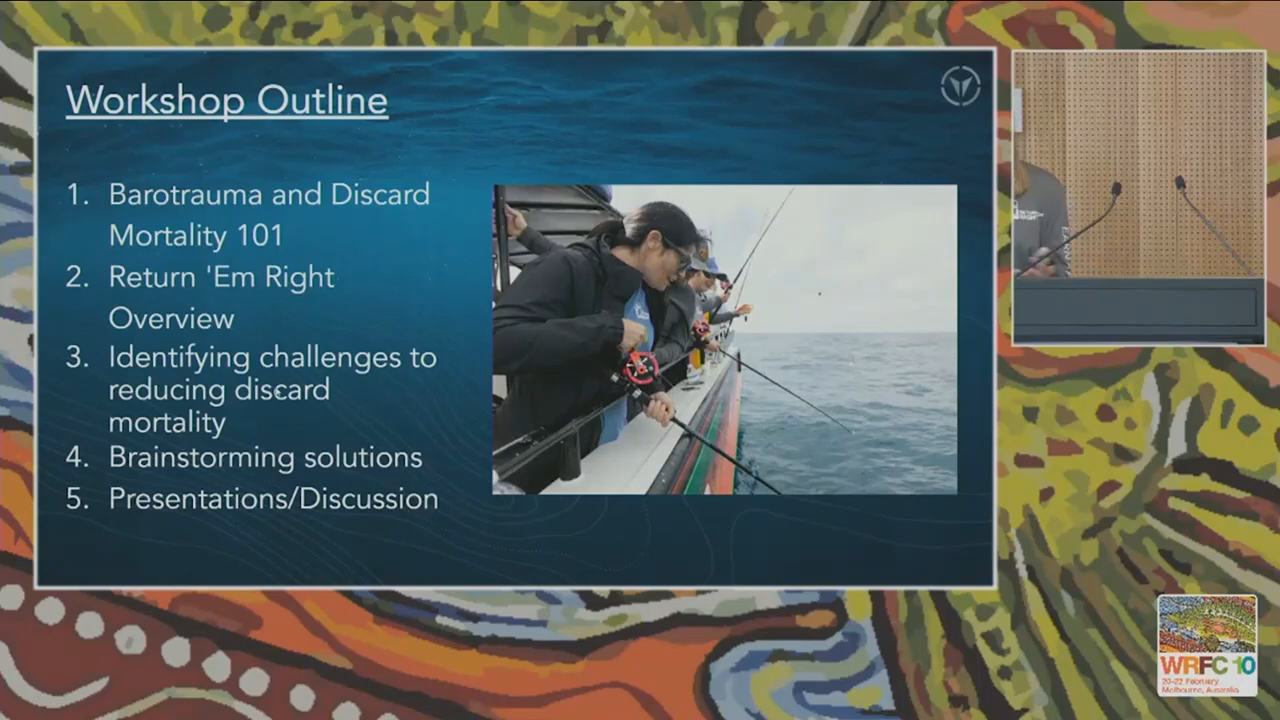 Workshop Outline
1. Barotrauma and Discard
Mortality 101
2. Return 'Em Right
Overview
3. Identifying challenges to
reducing discard
mortality
4. Brainstorming solutions
5. Presentations/Discussion
WRFC 10
20-22 February
Melbourne, Australia